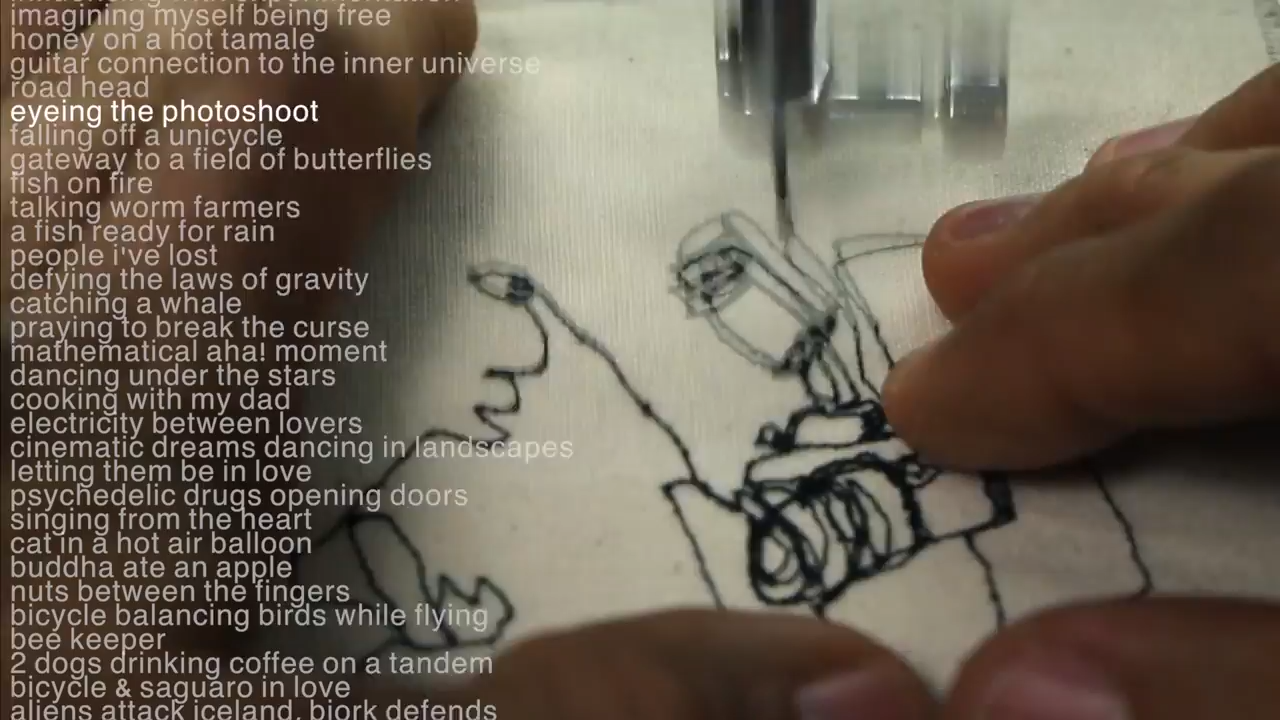 influencing with experimentation
imagining myself being free
honey on a hot tamale
guitar connection to the inner universe
road head
eyeing the photoshoot
falling off a unicycle
gateway to a field of butterflies
fish on fire
talking worm farmers
a fish ready for rain
people i've lost
defying the laws of gravity
catching a whale
praying to break the curse
mathematical aha! moment
dancing under the stars
cooking with my dad
electricity between lovers
cinematic dreams dancing in landscapes
letting them be in love
psychedelic drugs opening doors
singing from the heart
cat in a hot air balloon
buddha ate an apple
nuts between the fingers
bicycle balancing birds while flying
bee keeper
2 dogs drinking coffee on a tandem
bicycle & saguaro in love
aliens attack iceland, bjork defends